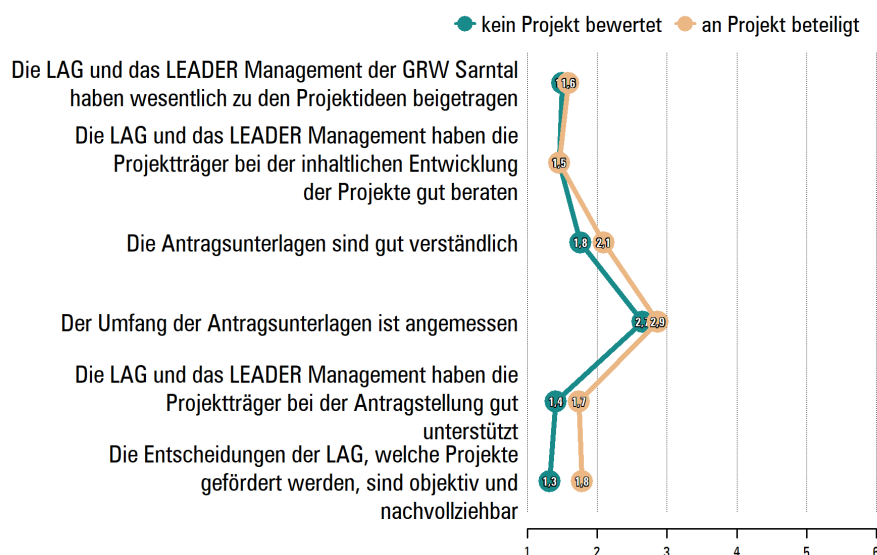 kein Projekt bewertet an Projekt beteiligt
Die LAG und das LEADER Management der GRW Sarntal
haben wesentlich zu den Projektideen beigetragen
1,6
Die LAG und das LEADER Management haben die
Projektträger bei der inhaltlichen Entwicklung
der Projekte gut beraten
1,5
Die Antragsunterlagen sind gut verständlich
1,8 2,1
Der Umfang der Antragsunterlagen ist angemessen
2,7 2,9
Die LAG und das LEADER Management haben die
Projektträger bei der Antragstellung gut
unterstützt
1,4 1,7
Die Entscheidungen der LAG, welche Projekte
gefördert werden, sind objektiv und
nachvollziehbar
1,3 1,8
1 2 3 4 5 6